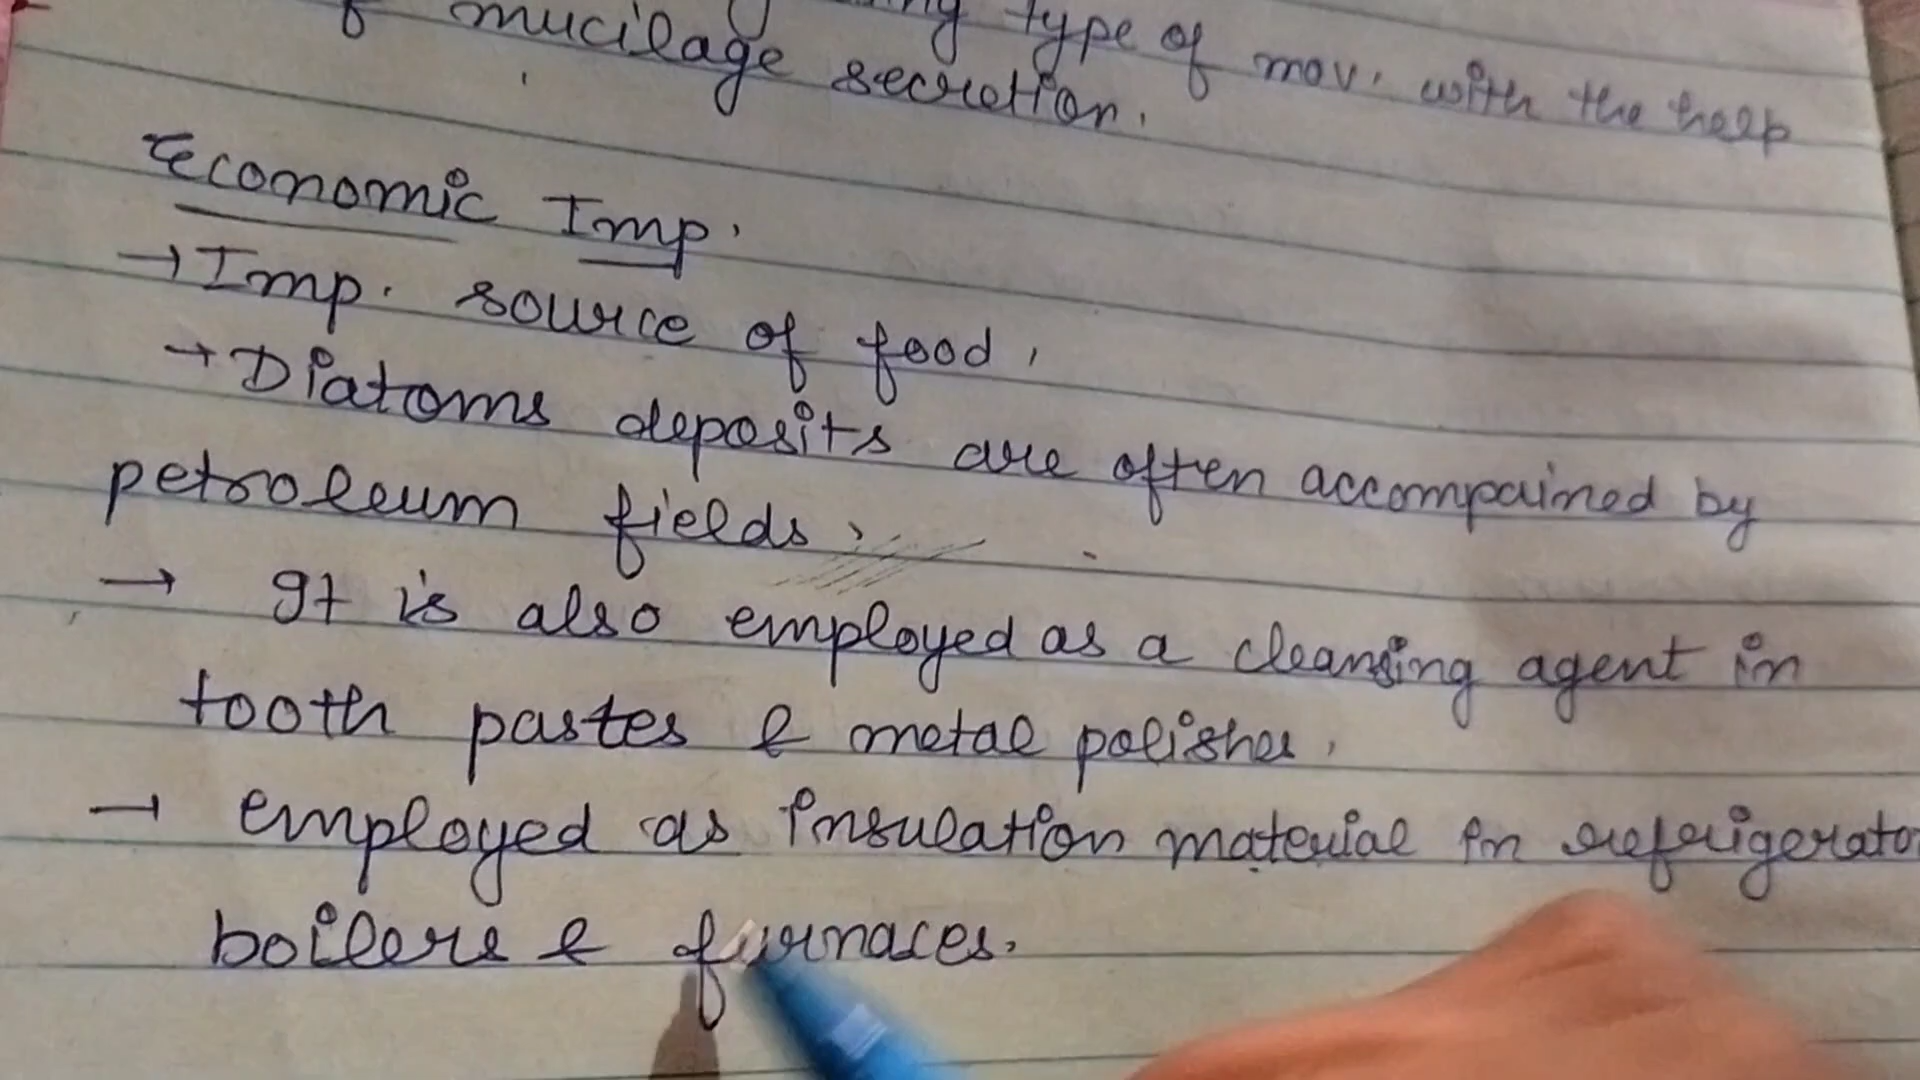 type of mov. with the help
of mucilage secretion.
Economic Imp.
→ Imp. source of food.
→ Diatoms deposits are often accompained by
petroleum fields.
→ It is also employed as a cleansing agent in
tooth pastes & metal polishes.
→ employed as insulation material in refrigerato
boilers & furnaces.